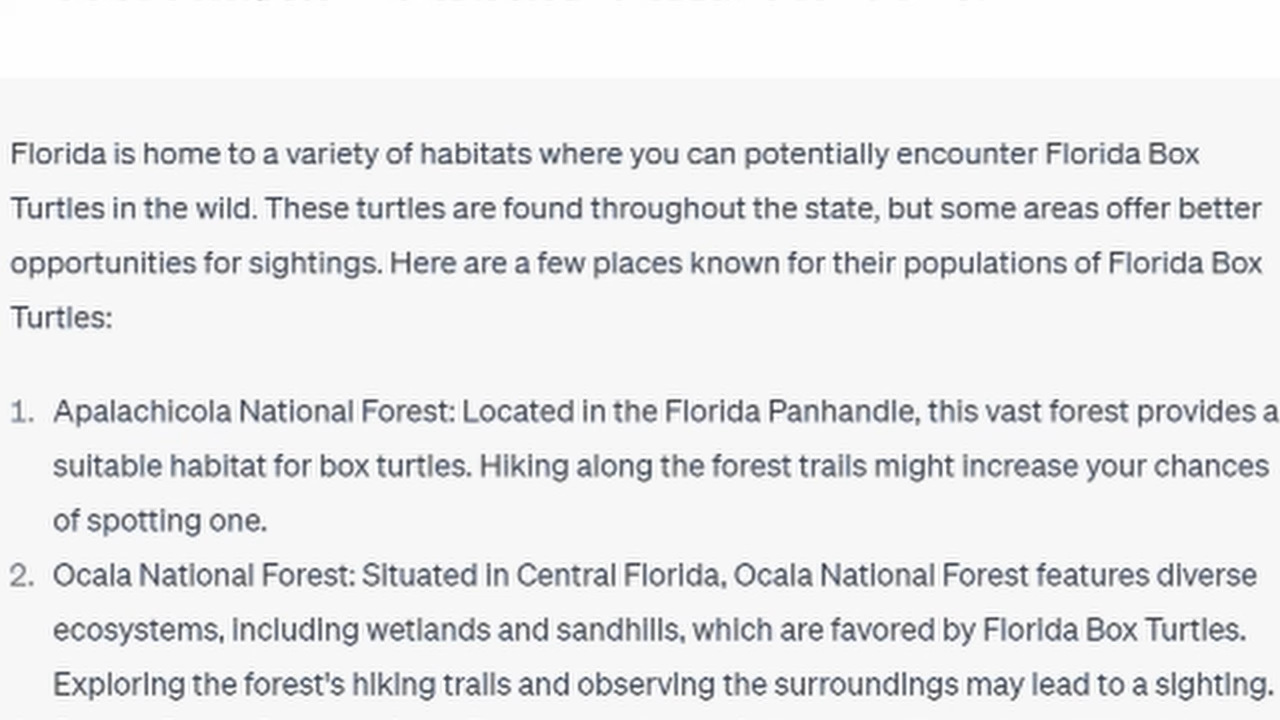 Florida is home to a variety of habitats where you can potentially encounter Florida Box
Turtles in the wild. These turtles are found throughout the state, but some areas offer better
opportunities for sightings. Here are a few places known for their populations of Florida Box
Turtles:
1. Apalachicola National Forest: Located in the Florida Panhandle, this vast forest provides a
suitable habitat for box turtles. Hiking along the forest trails might increase your chances
of spotting one.
2. Ocala National Forest: Situated in Central Florida, Ocala National Forest features diverse
ecosystems, including wetlands and sandhills, which are favored by Florida Box Turtles.
Exploring the forest's hiking trails and observing the surroundings may lead to a sighting.